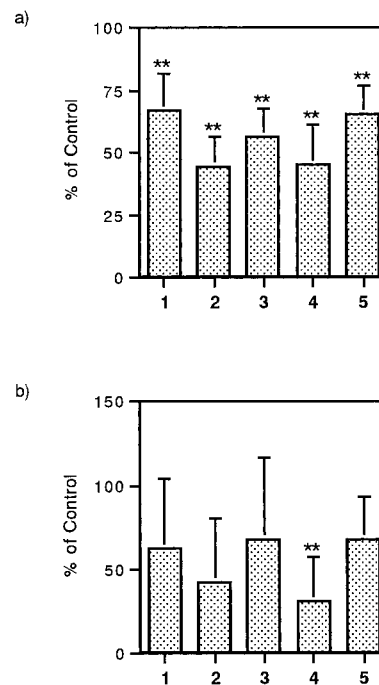 a)
% of Control
100
75
50
25
0
**
**
**
**
**
1 2 3 4 5
b)
% of Control
150
100
50
0
**
1 2 3 4 5